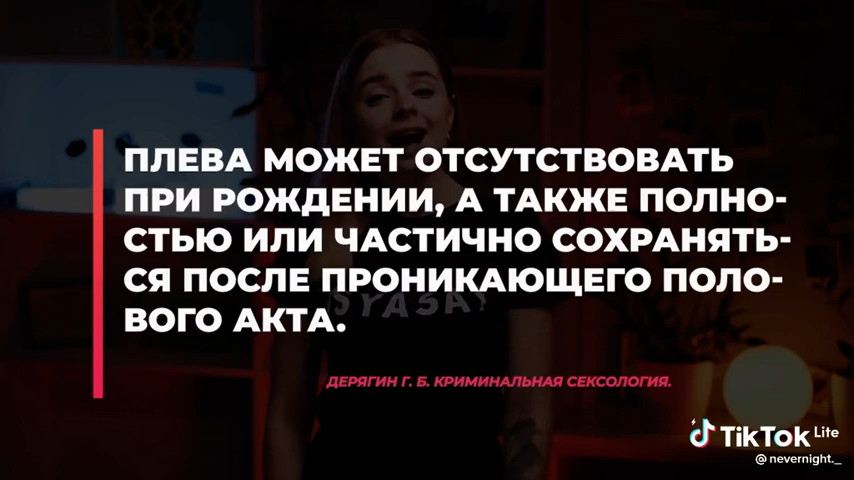 ПЛЕВА МОЖЕТ ОТСУТСТВОВАТЬ
ПРИ РОЖДЕНИИ, А ТАКЖЕ ПОЛНО-
СТЬЮ ИЛИ ЧАСТИЧНО СОХРАНЯТЬ-
СЯ ПОСЛЕ ПРОНИКАЮЩЕГО ПОЛО-
ВОГО АКТА.
ДЕРЯГИН Г. Б. КРИМИНАЛЬНАЯ СЕКСОЛОГИЯ.
TikTok Lite
@nevernight._